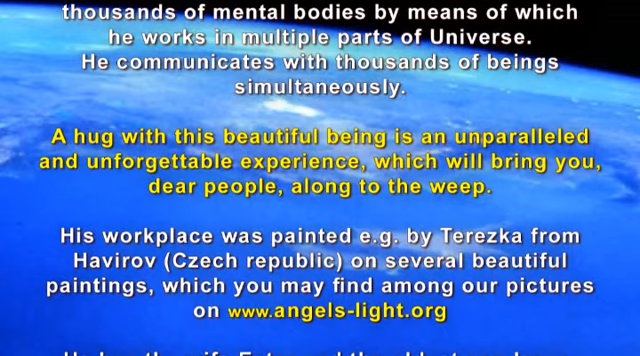 thousands of mental bodies by means of which
he works in multiple parts of Universe.
He communicates with thousands of beings
simultaneously.
A hug with this beautiful being is an unparalleled
and unforgettable experience, which will bring you,
dear people, along to the weep.
His workplace was painted e.g. by Terezka from
Havirov (Czech republic) on several beautiful
paintings, which you may find among our pictures
on www.angels-light.org